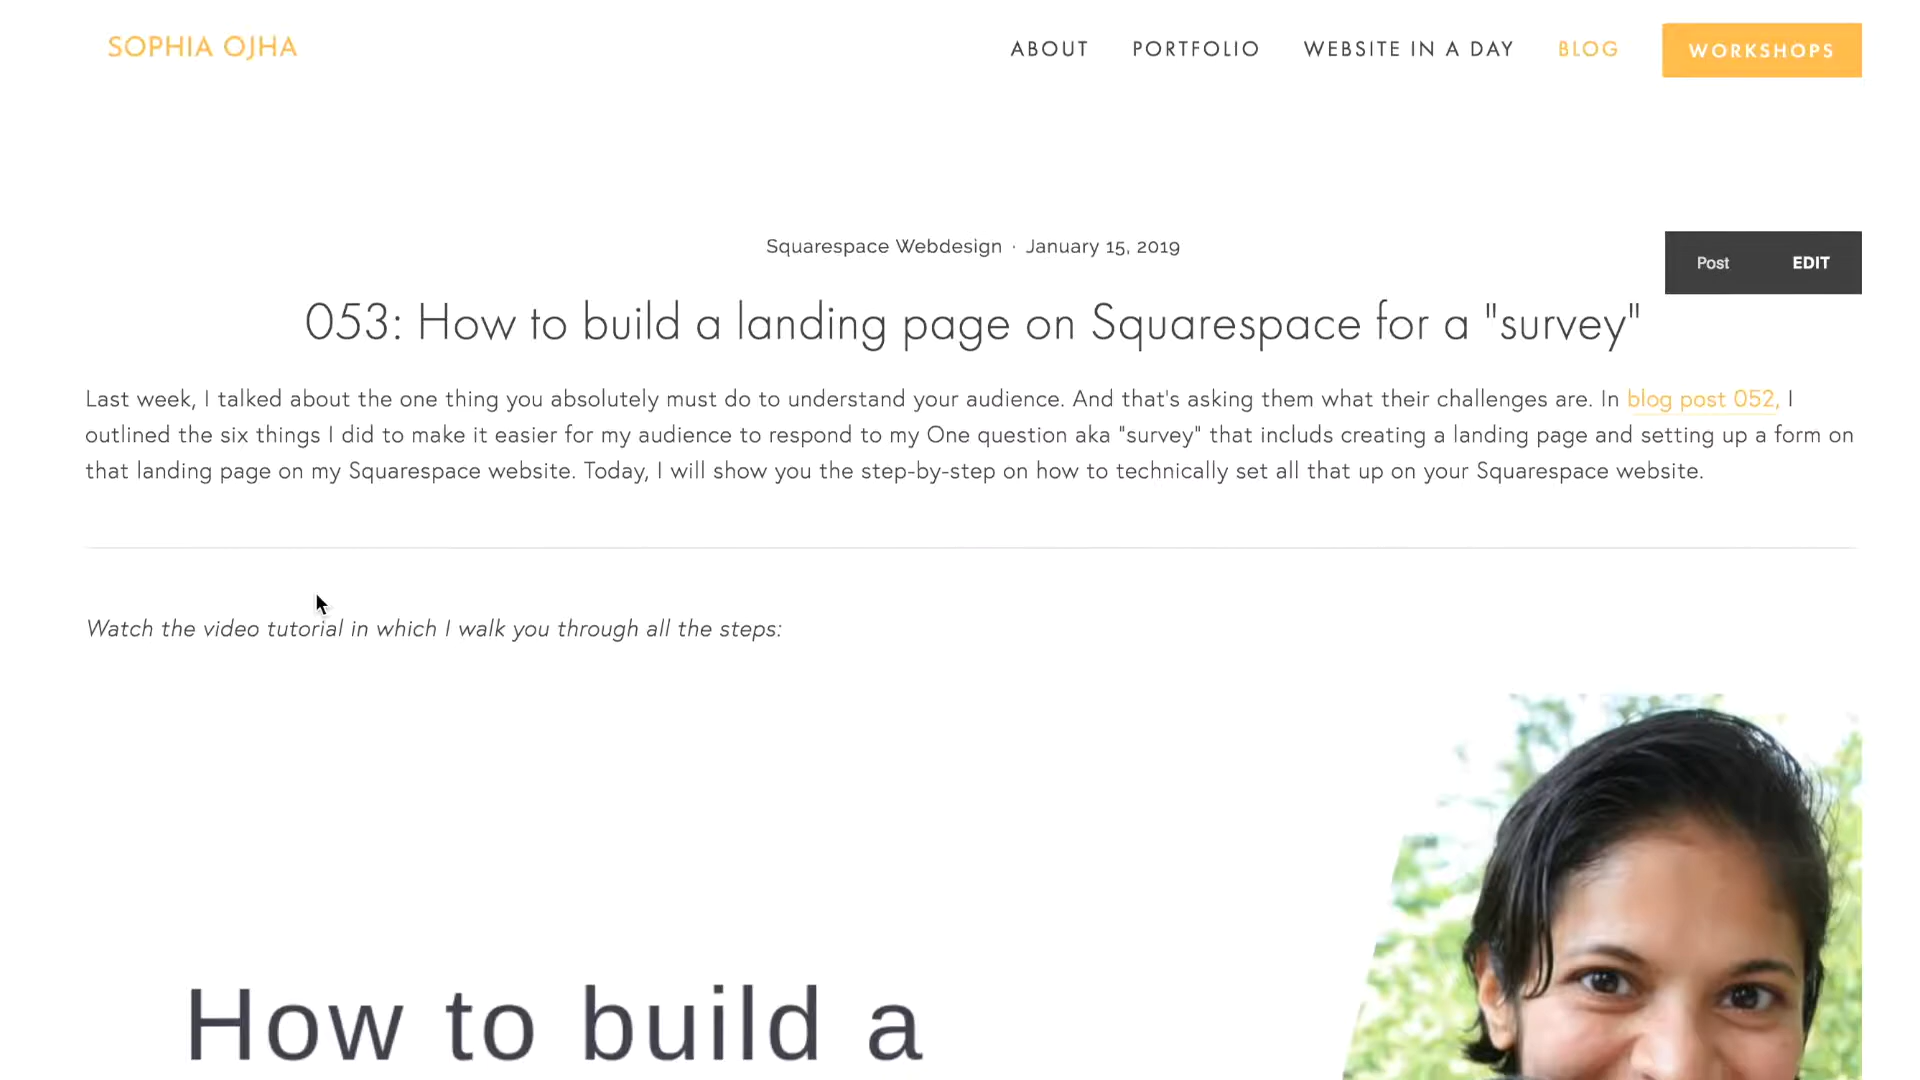 SOPHIA OJHA
ABOUT PORTFOLIO WEBSITE IN A DAY BLOG WORKSHOPS
Squarespace Webdesign · January 15, 2019
Post EDIT
053: How to build a landing page on Squarespace for a "survey"
Last week, I talked about the one thing you absolutely must do to understand your audience. And that's asking them what their challenges are. In blog post 052, I
outlined the six things I did to make it easier for my audience to respond to my One question aka "survey" that includs creating a landing page and setting up a form on
that landing page on my Squarespace website. Today, I will show you the step-by-step on how to technically set all that up on your Squarespace website.
Watch the video tutorial in which I walk you through all the steps:
How to build a